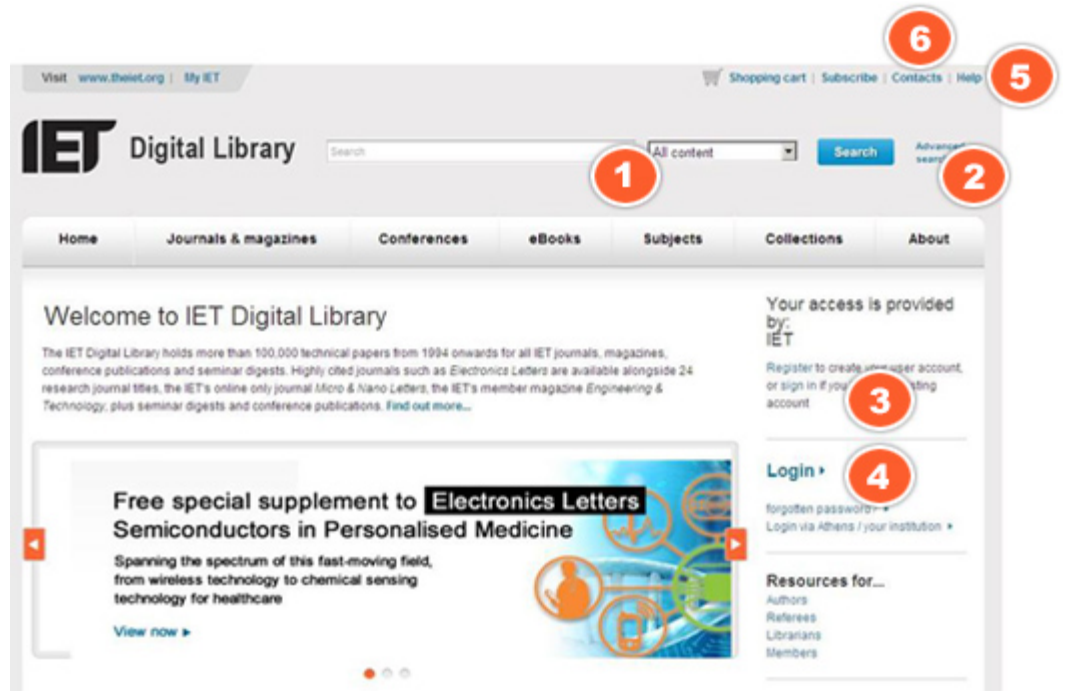 6
5
Visit www.theiet.org | My IET
Shopping cart | Subscribe | Contacts | Help
IET Digital Library
Search
All content
Search
Advanced
1
2
Home Journals & magazines Conferences eBooks Subjects Collections About
Welcome to IET Digital Library
The IET Digital Library holds more than 100,000 technical papers from 1994 onwards for all IET journals, magazines,
conference publications and seminar digests. Highly cited journals such as Electronics Letters are available alongside 24
research journal titles, the IET's online only journal Micro & Nano Letters, the IET's member magazine Engineering &
Technology, plus seminar digests and conference publications. Find out more...
Your access is provided
by:
IET
Register to create your user account,
or sign in if you
account
3
Login
4
forgotten password?
Login via Athens / your institution
Free special supplement to Electronics Letters
Semiconductors in Personalised Medicine
Spanning the spectrum of this fast-moving field,
from wireless technology to chemical sensing
technology for healthcare
View now
Resources for...
Authors
Referees
Librarians
Members